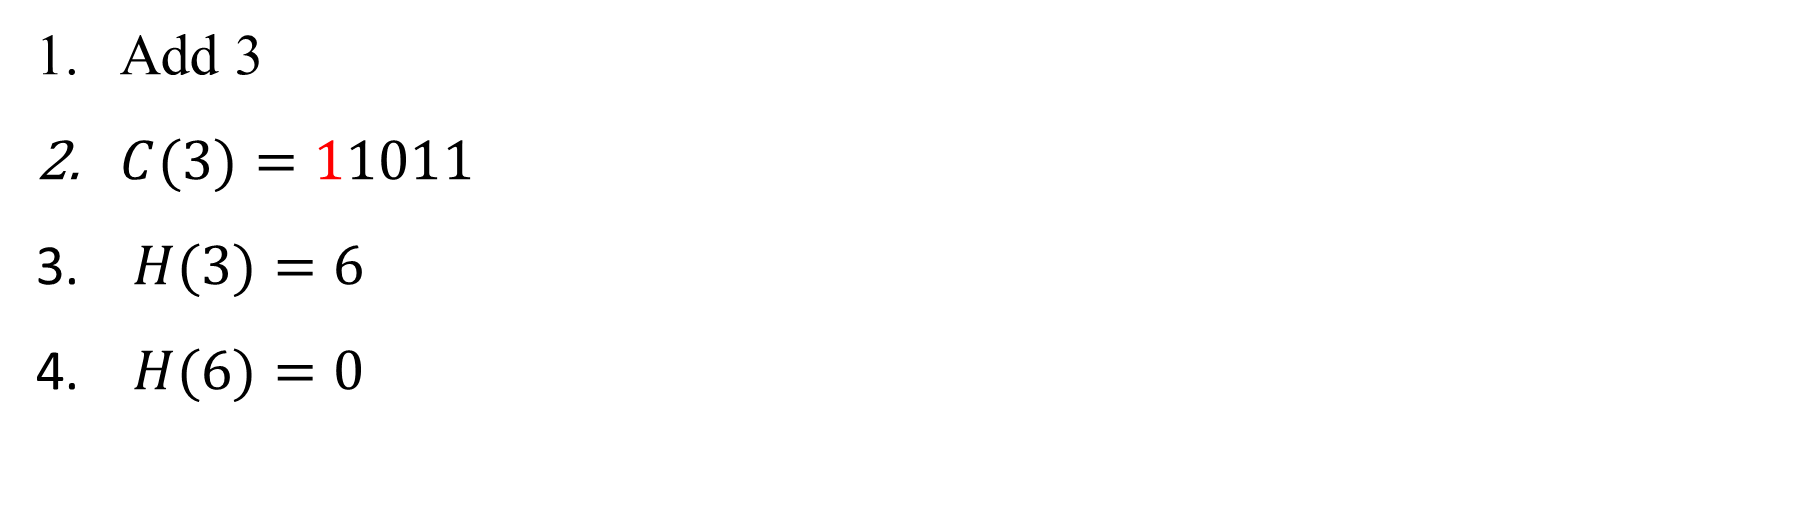 1. Add 3
2. C(3) = 11011
3. H(3) = 6
4. H(6) = 0